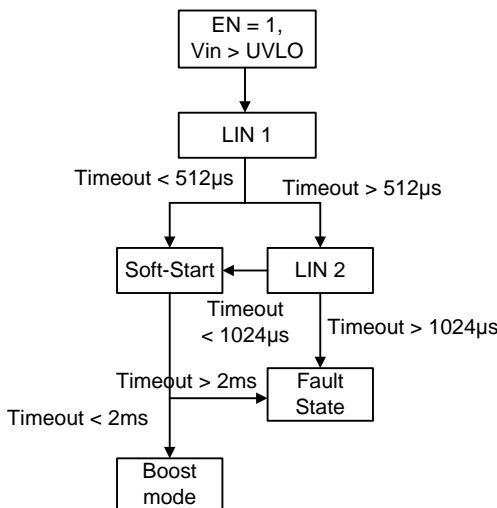 EN = 1,
Vin > UVLO
LIN 1
Timeout < 512µs
Timeout > 512µs
Soft-Start
LIN 2
Timeout
< 1024µs
Timeout > 1024µs
Timeout > 2ms
Fault
State
Timeout < 2ms
Boost
mode